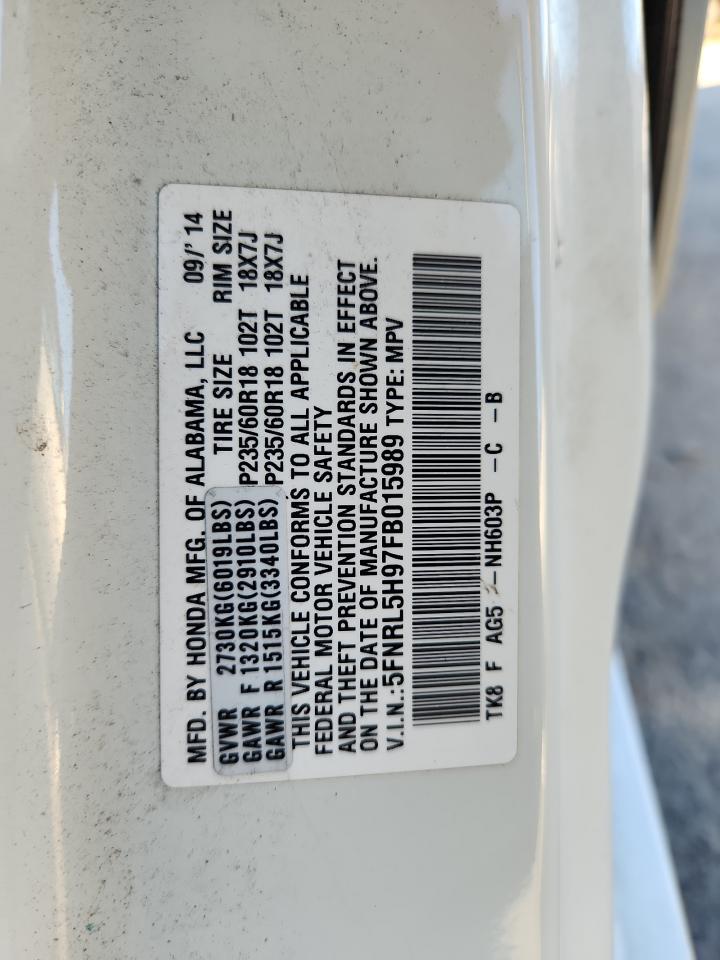 MFD. BY HONDA MFG. OF ALABAMA, LLC 09/' 14
GVWR 2730KG(6019LBS) TIRE SIZE RIM SIZE
GAWR F 1320KG(2910LBS) P235/60R18 102T 18X7J
GAWR R 1515KG(3340LBS) P235/60R18 102T 18X7J
THIS VEHICLE CONFORMS TO ALL APPLICABLE
FEDERAL MOTOR VEHICLE SAFETY
AND THEFT PREVENTION STANDARDS IN EFFECT
ON THE DATE OF MANUFACTURE SHOWN ABOVE.
V.I.N.:5FNRL5H97FB015989 TYPE: MPV
TK8 F AG5 -NH603P -C -B